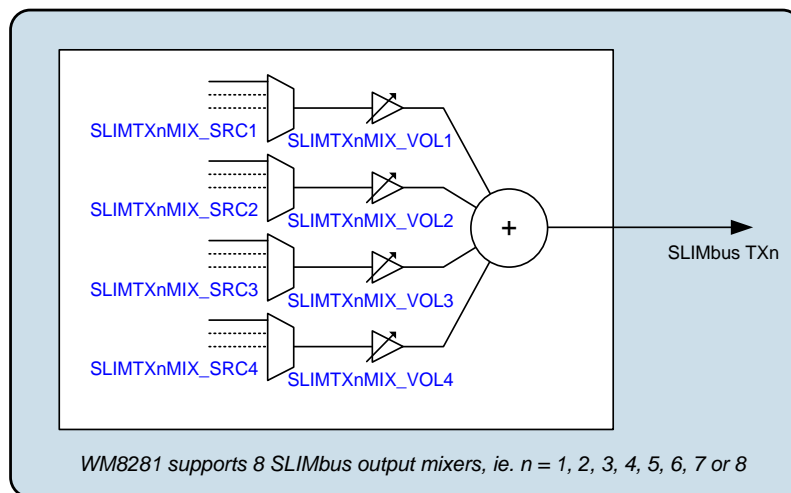 SLIMTXnMIX_SRC1
SLIMTXnMIX_VOL1
SLIMTXnMIX_SRC2
SLIMTXnMIX_VOL2
+
SLIMbus TXn
SLIMTXnMIX_SRC3
SLIMTXnMIX_VOL3
SLIMTXnMIX_SRC4
SLIMTXnMIX_VOL4
WM8281 supports 8 SLIMbus output mixers, ie. n = 1, 2, 3, 4, 5, 6, 7 or 8